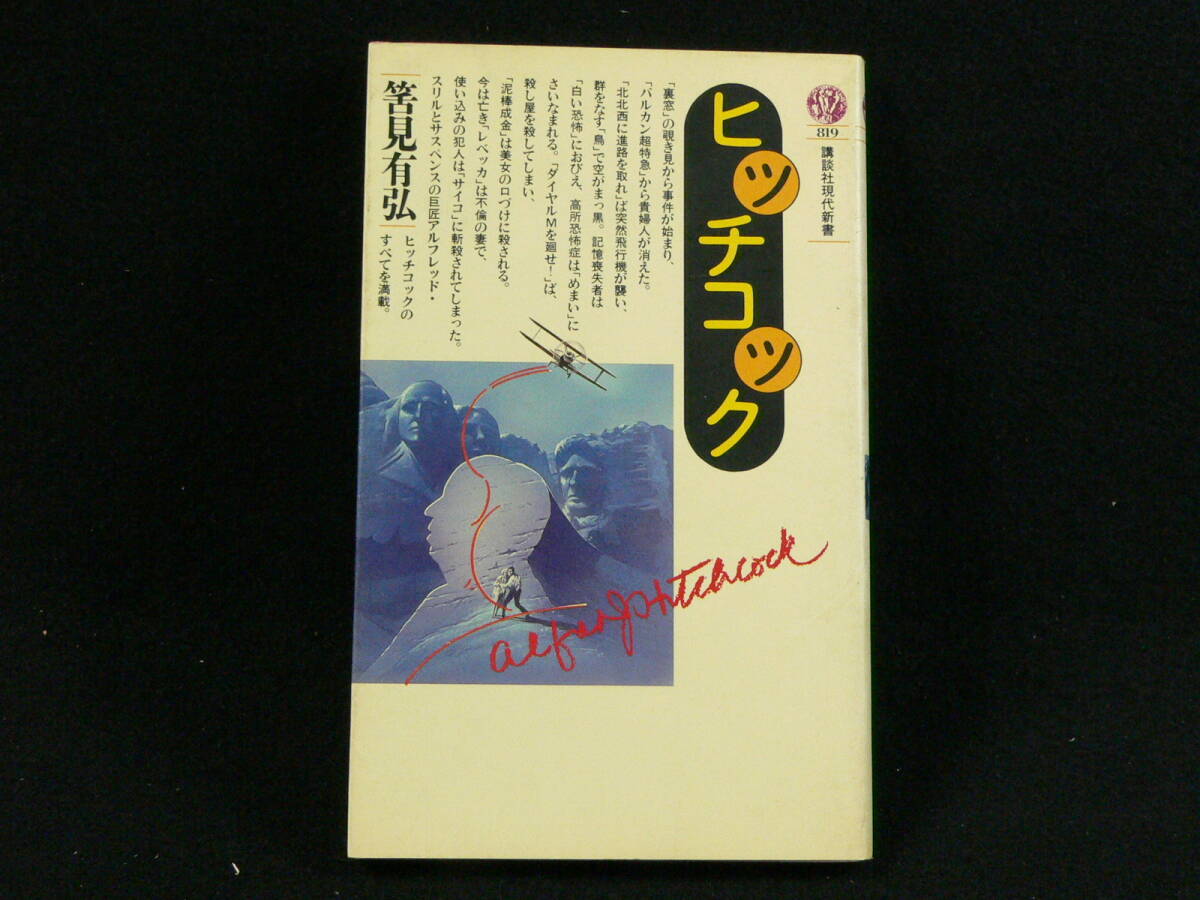 819
講談社現代新書
ヒッチコック
「裏窓」の覗き見から事件が始まり、
「バルカン超特急」から貴婦人が消えた。
「北北西に進路を取れ」ば突然飛行機が襲い、
群をなす「鳥」で空がまっ黒。記憶喪失者は
「白い恐怖」におびえ、高所恐怖症は「めまい」に
さいなまれる。「ダイヤルMを廻せ!」ば、
殺し屋を殺してしまい、
「泥棒成金」は美女の口づけに殺される。
今は亡き「レベッカ」は不倫の妻で、
使い込みの犯人は「サイコ」に斬殺されてしまった。
スリルとサスペンスの巨匠アルフレッド・
ヒッチコックの
すべてを満載。
筈見有弘
Alfred J Hitchcock